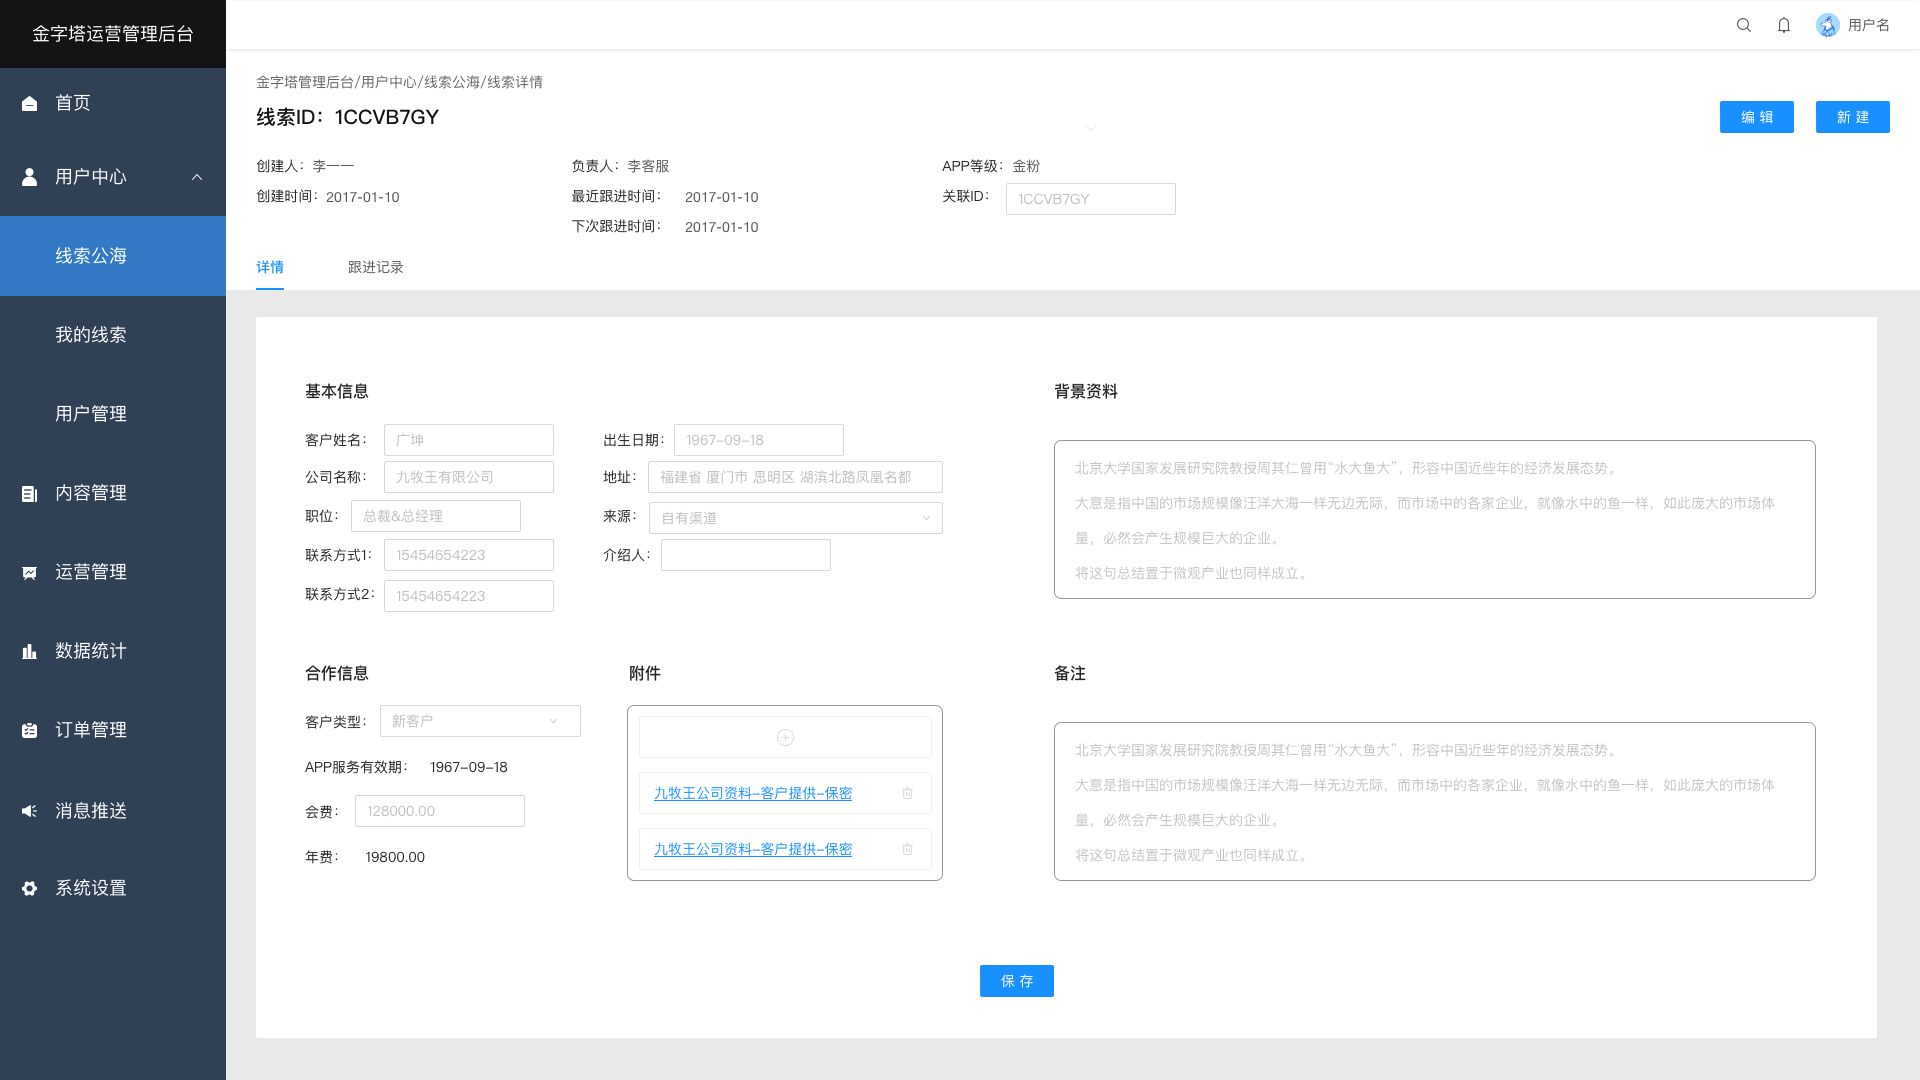 金字塔运营管理后台
用户名
首页
用户中心
线索公海
我的线索
用户管理
内容管理
运营管理
数据统计
订单管理
消息推送
系统设置
金字塔管理后台/用户中心/线索公海/线索详情
线索ID：1CCVB7GY
编 辑
新 建
创建人：李一一
负责人：李客服
APP等级：金粉
创建时间：2017-01-10
最近跟进时间： 2017-01-10
关联ID： 1CCVB7GY
下次跟进时间： 2017-01-10
详情
跟进记录
基本信息
客户姓名： 广坤
出生日期： 1967-09-18
公司名称： 九牧王有限公司
地址： 福建省 厦门市 思明区 湖滨北路凤凰名都
职位： 总裁&总经理
来源： 自有渠道
联系方式1： 15454654223
介绍人：
联系方式2： 15454654223
背景资料
北京大学国家发展研究院教授周其仁曾用“水大鱼大”，形容中国近些年的经济发展态势。
大意是指中国的市场规模像汪洋大海一样无边无际，而市场中的各家企业，就像水中的鱼一样，如此庞大的市场体
量，必然会产生规模巨大的企业。
将这句总结置于微观产业也同样成立。
合作信息
客户类型： 新客户
APP服务有效期： 1967-09-18
会费： 128000.00
年费： 19800.00
附件
九牧王公司资料-客户提供-保密
九牧王公司资料-客户提供-保密
备注
北京大学国家发展研究院教授周其仁曾用“水大鱼大”，形容中国近些年的经济发展态势。
大意是指中国的市场规模像汪洋大海一样无边无际，而市场中的各家企业，就像水中的鱼一样，如此庞大的市场体
量，必然会产生规模巨大的企业。
将这句总结置于微观产业也同样成立。
保 存